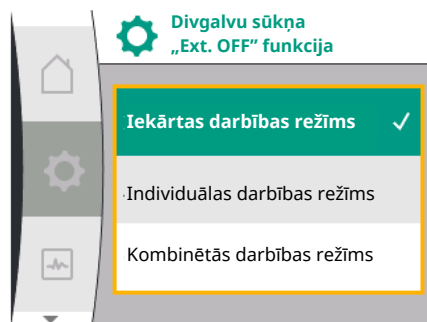 Divgalvu sūkņa
„Ext. OFF” funkcija
Iekārtas darbības režīms
Individuālas darbības režīms
Kombinētās darbības režīms